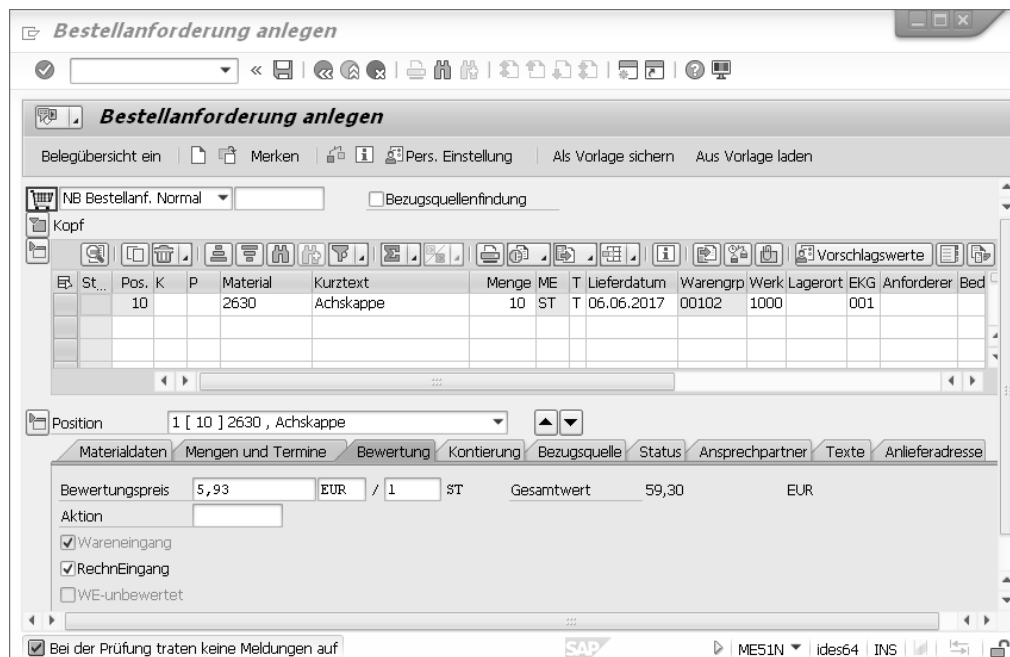 Bestellanforderung anlegen
Bestellanforderung anlegen
Belegübersicht ein Merken Pers. Einstellung Als Vorlage sichern Aus Vorlage laden
NB Bestellanf. Normal Bezugsquellenfindung
Kopf
Vorschlagswerte
St... Pos. K P Material Kurztext Menge ME T Lieferdatum Warengrp Werk Lagerort EKG Anforderer Bed
10 2630 Achskappe 10 ST T 06.06.2017 00102 1000 001
Position 1 [ 10 ] 2630 , Achskappe
Materialdaten Mengen und Termine Bewertung Kontierung Bezugsquelle Status Ansprechpartner Texte Anlieferadresse
Bewertungspreis 5,93 EUR / 1 ST Gesamtwert 59,30 EUR
Aktion
Wareneingang
RechnEingang
WE-unbewertet
Bei der Prüfung traten keine Meldungen auf SAP ME51N ides64 INS